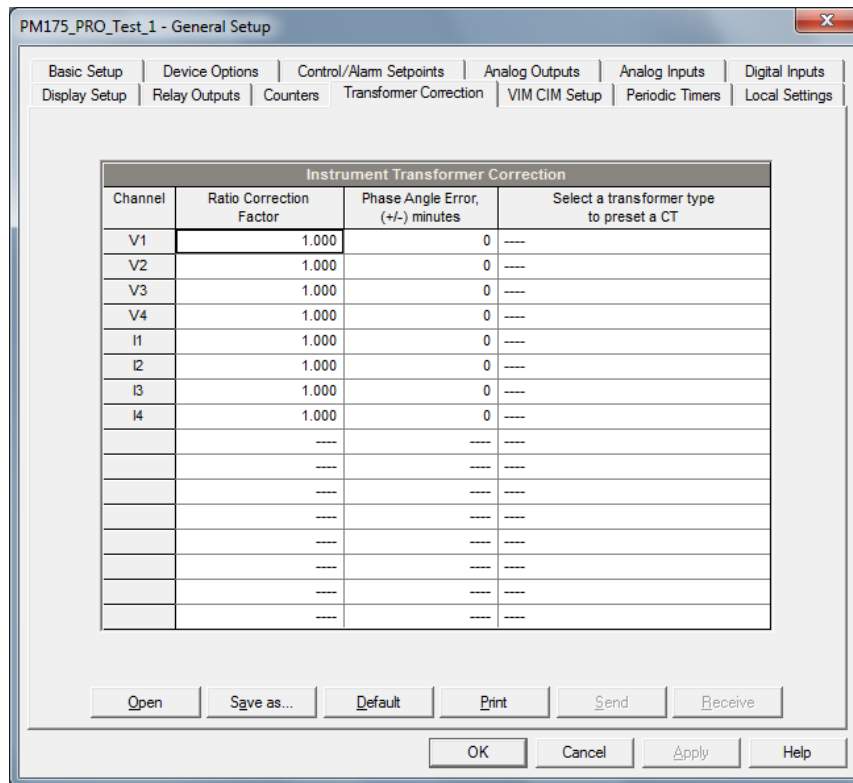 PM175_PRO_Test_1 - General Setup
X
Basic Setup Device Options Control/Alarm Setpoints Analog Outputs Analog Inputs Digital Inputs
Display Setup Relay Outputs Counters Transformer Correction VIM CIM Setup Periodic Timers Local Settings
Instrument Transformer Correction
Channel Ratio Correction Factor Phase Angle Error, (+/-) minutes Select a transformer type to preset a CT
V1 1.000 0 ----
V2 1.000 0 ----
V3 1.000 0 ----
V4 1.000 0 ----
I1 1.000 0 ----
I2 1.000 0 ----
I3 1.000 0 ----
I4 1.000 0 ----
---- ---- ----
---- ---- ----
---- ---- ----
---- ---- ----
---- ---- ----
---- ---- ----
---- ---- ----
---- ---- ----
Open Save as... Default Print Send Receive
OK Cancel Apply Help